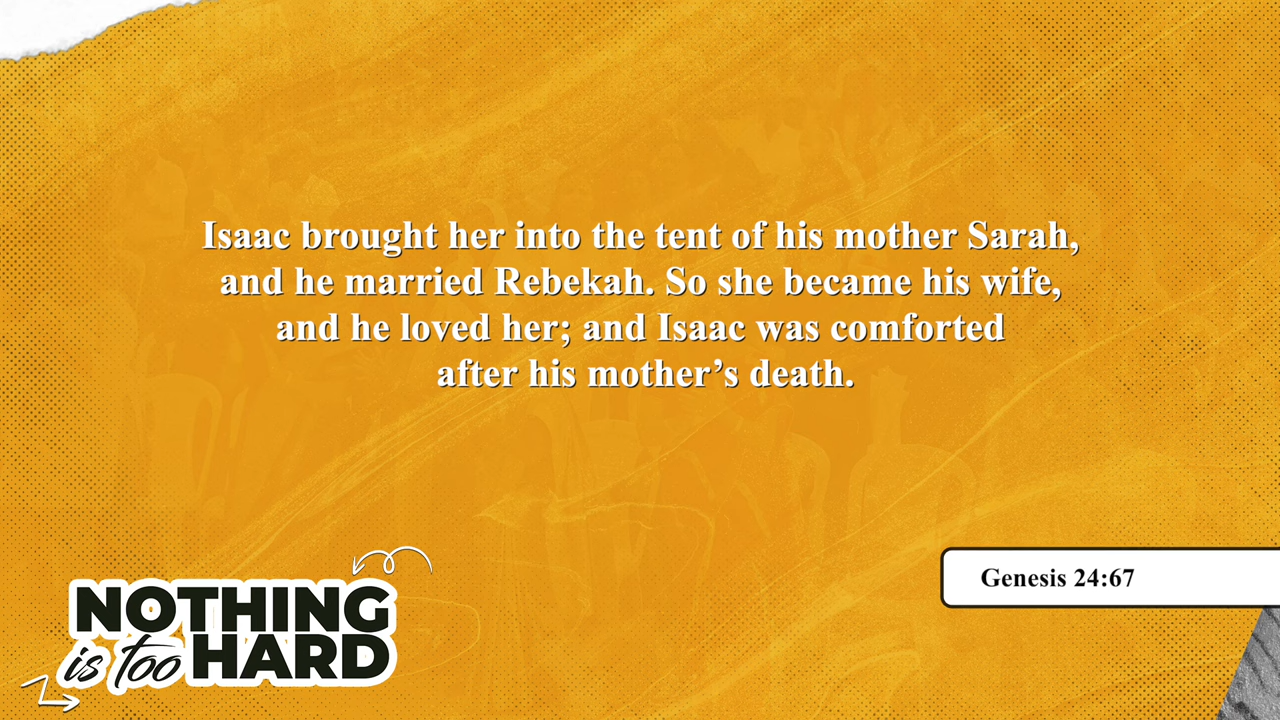 Isaac brought her into the tent of his mother Sarah,
and he married Rebekah. So she became his wife,
and he loved her; and Isaac was comforted
after his mother’s death.
Genesis 24:67
NOTHING
is too HARD